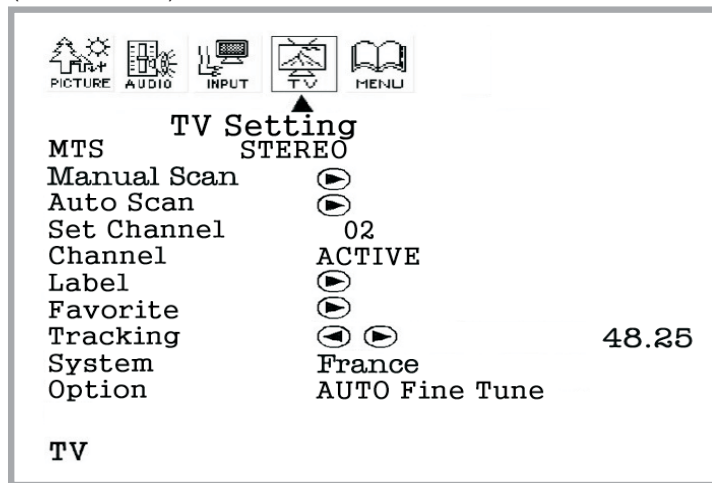 PICTURE AUDIO INPUT TV MENU
TV Setting
MTS STEREO
Manual Scan
Auto Scan
Set Channel 02
Channel ACTIVE
Label
Favorite
Tracking 48.25
System France
Option AUTO Fine Tune
TV